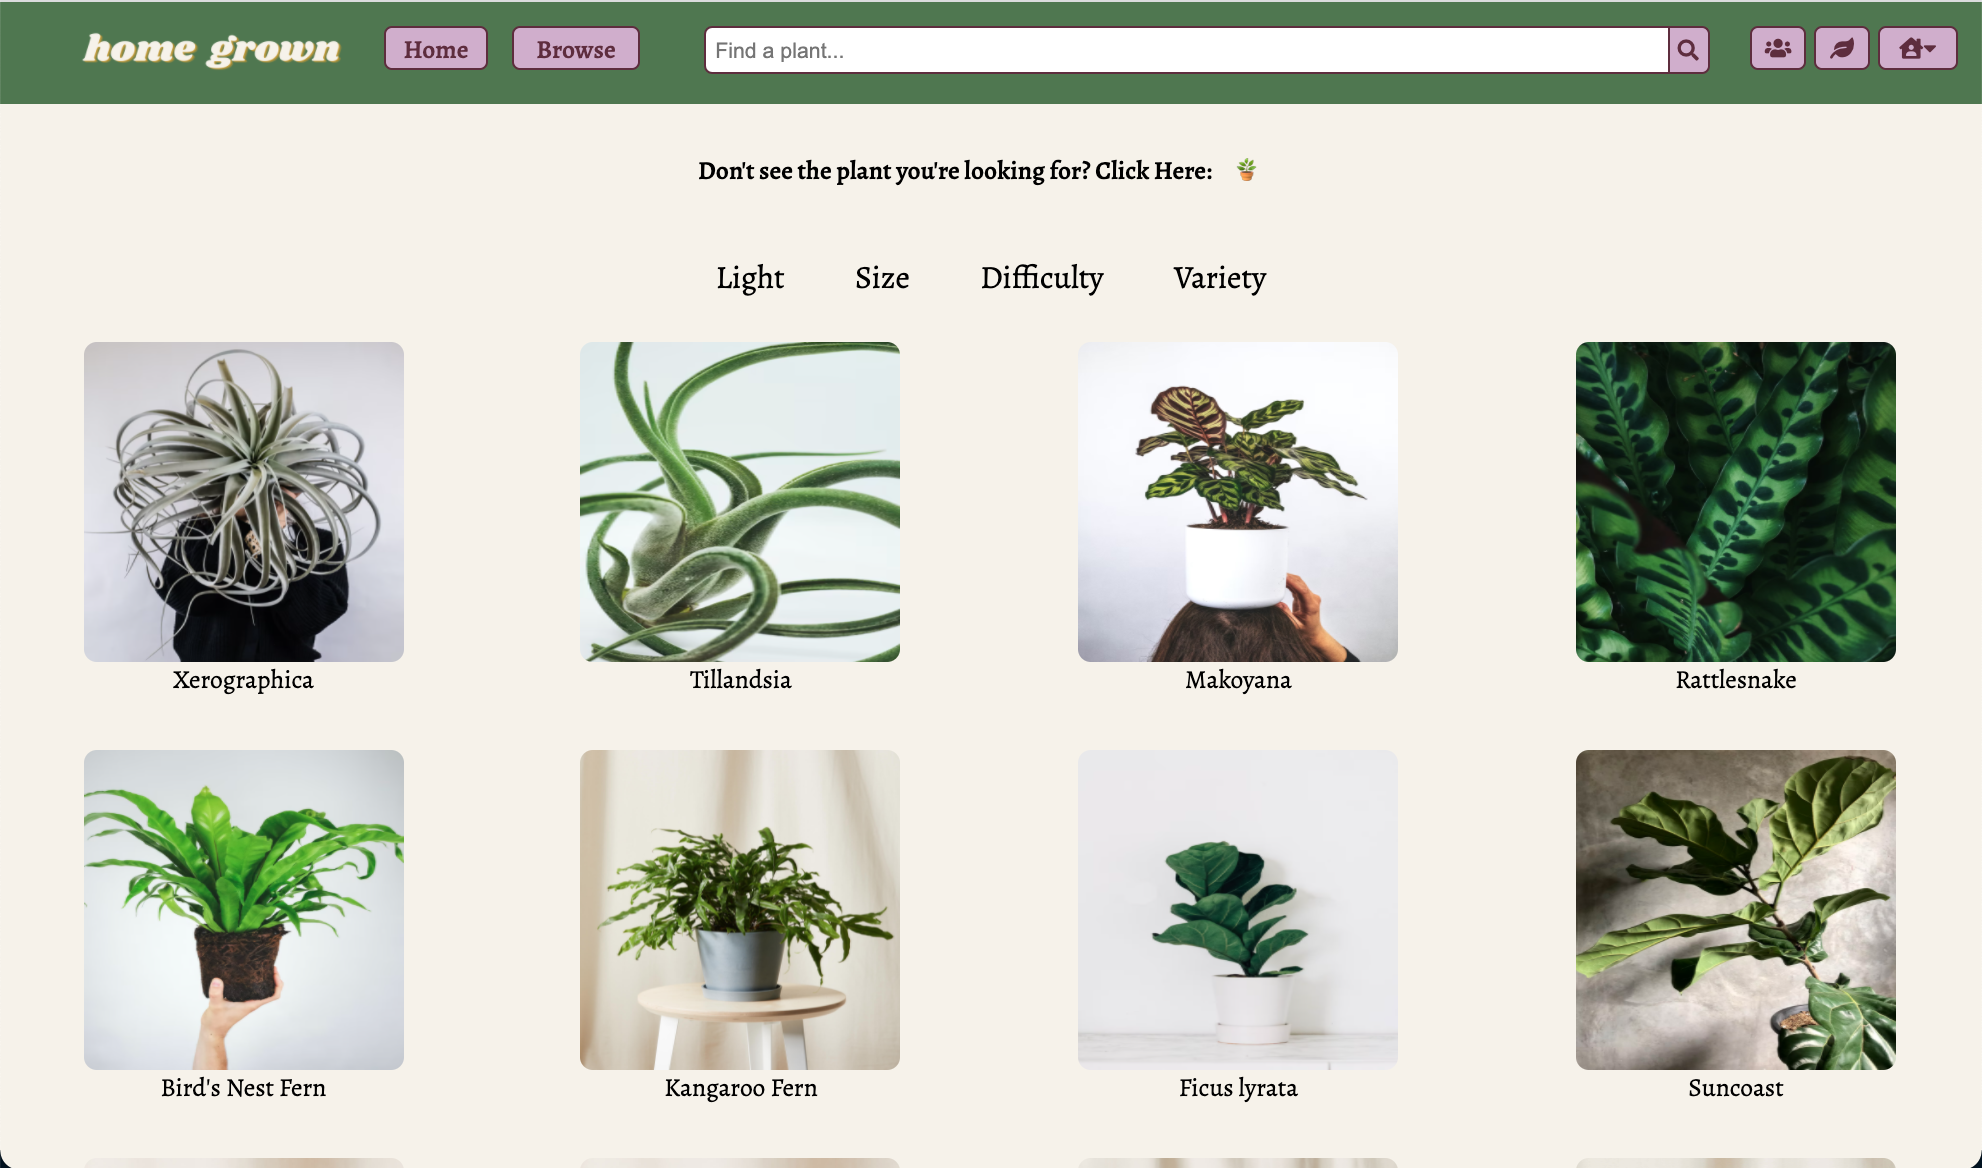 home grown
Home
Browse
Find a plant...
Don't see the plant you're looking for? Click Here:
Light
Size
Difficulty
Variety
Xerographica
Tillandsia
Makoyana
Rattlesnake
Bird's Nest Fern
Kangaroo Fern
Ficus lyrata
Suncoast